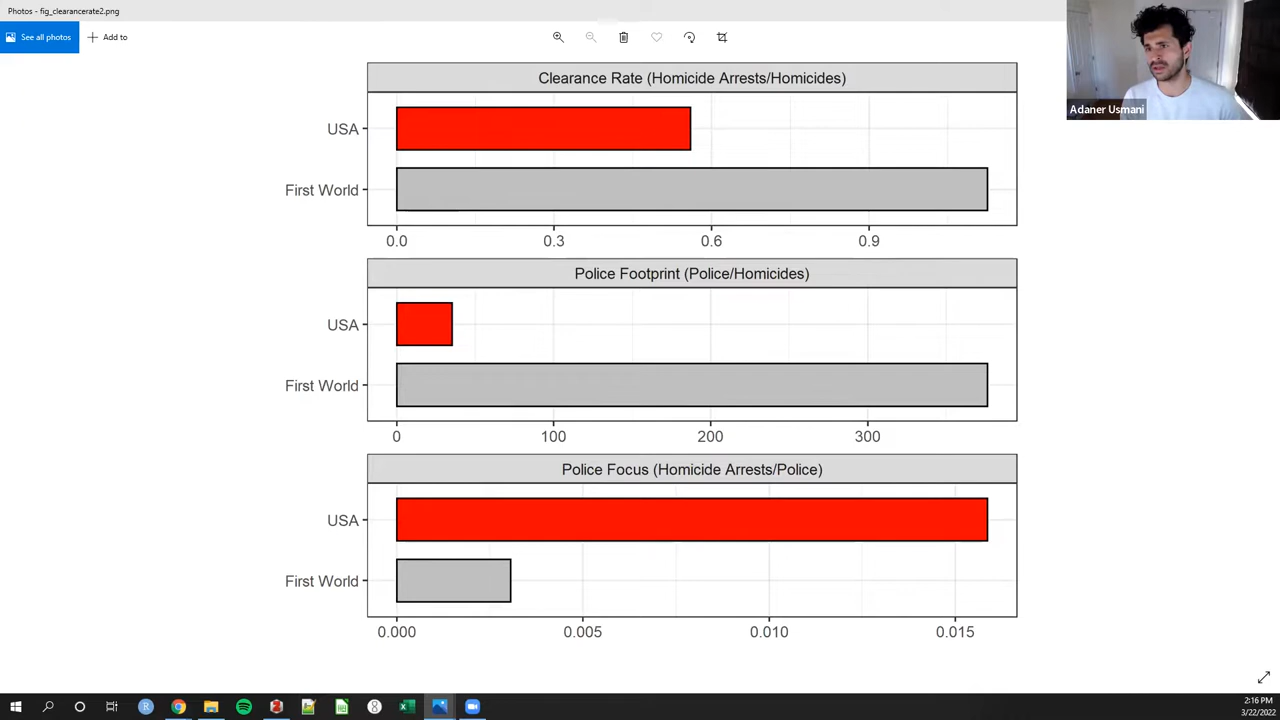 Photos - fig_clearancerate2.png
See all photos
Add to
Adaner Usmani
Clearance Rate (Homicide Arrests/Homicides)
USA
First World
0.0 0.3 0.6 0.9
Police Footprint (Police/Homicides)
USA
First World
0 100 200 300
Police Focus (Homicide Arrests/Police)
USA
First World
0.000 0.005 0.010 0.015
2:16 PM
3/22/2022